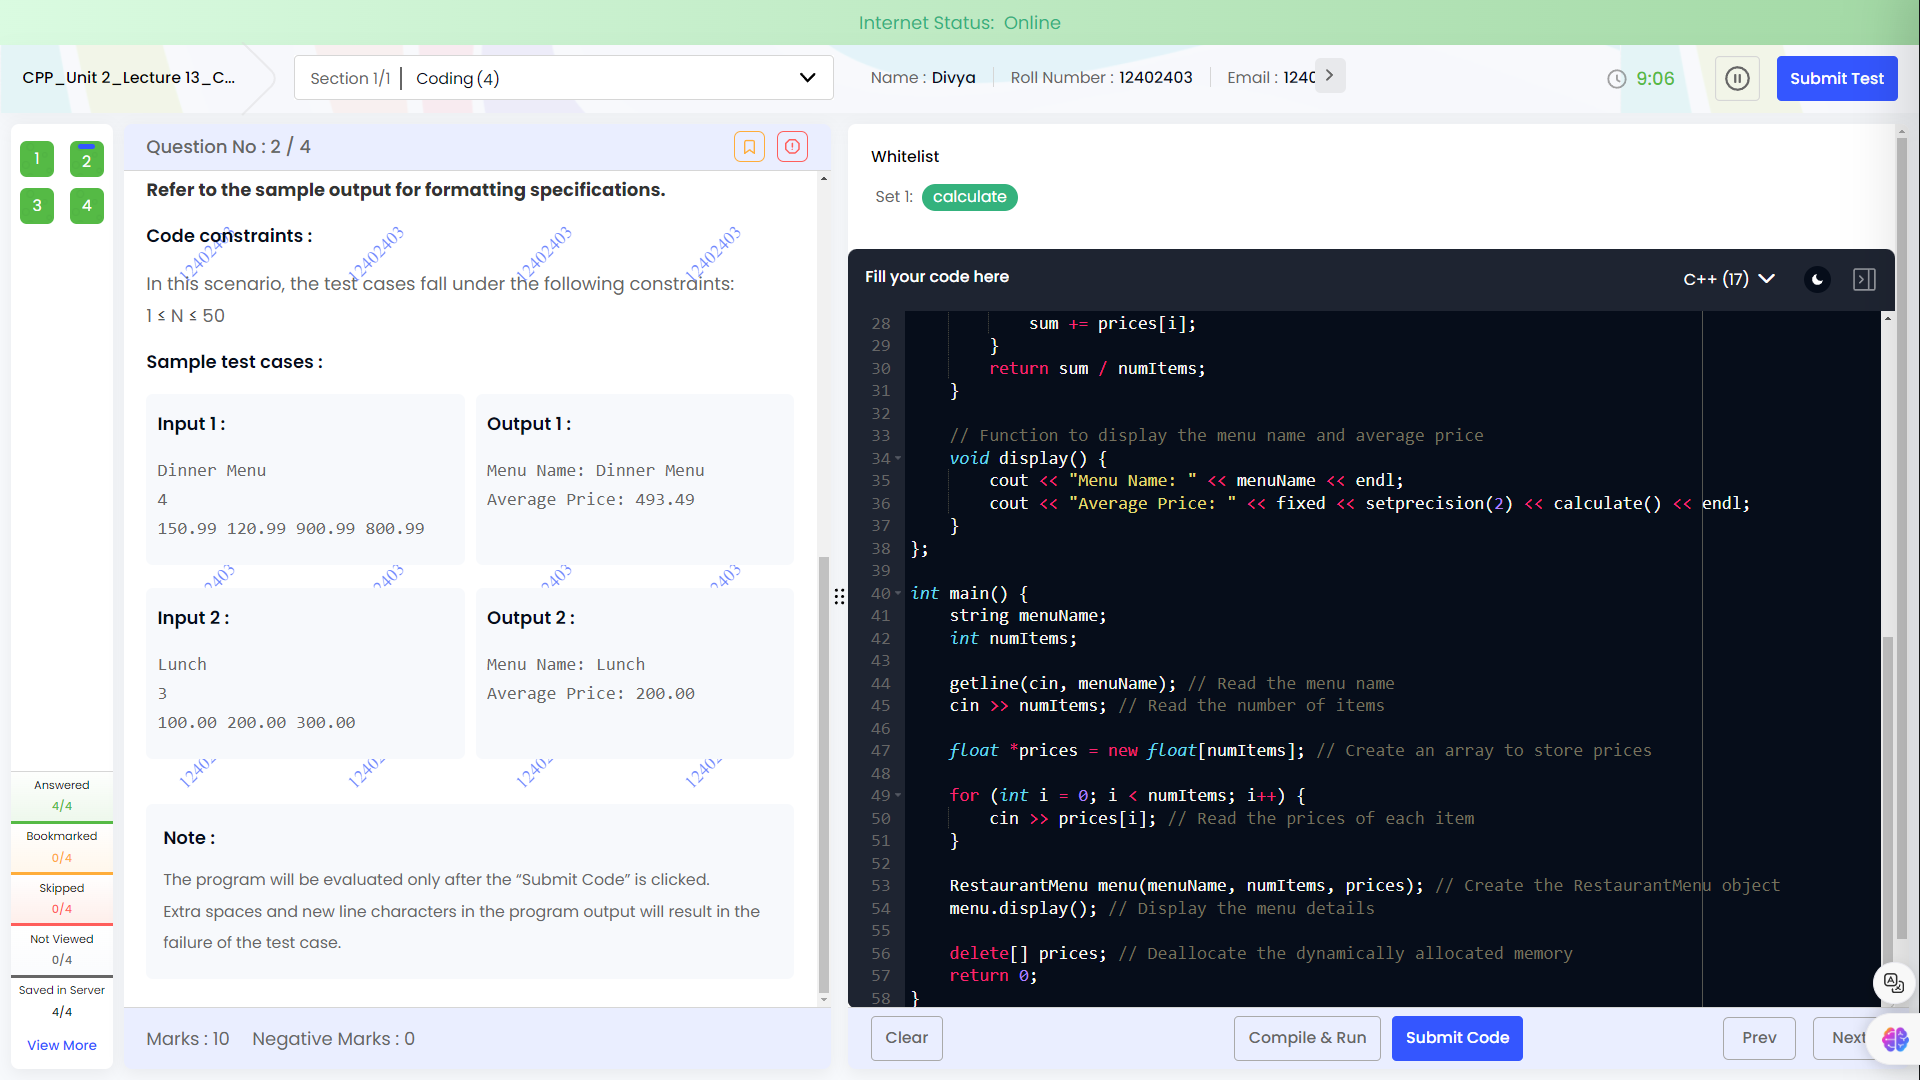 Internet Status: Online
CPP_Unit 2_Lecture 13_C...
Section 1/1 | Coding (4)
Name : Divya
Roll Number : 12402403
Email : 1240
9:06
Submit Test
1
2
3
4
Answered
4/4
Bookmarked
0/4
Skipped
0/4
Not Viewed
0/4
Saved in Server
4/4
View More
Question No : 2 / 4
Refer to the sample output for formatting specifications.
Code constraints :
12402403 12402403 12402403 12402403
In this scenario, the test cases fall under the following constraints:
1 ≤ N ≤ 50
Sample test cases :
Input 1 :
Dinner Menu
4
150.99 120.99 900.99 800.99
Output 1 :
Menu Name: Dinner Menu
Average Price: 493.49
2403 2403 2403 2403
Input 2 :
Lunch
3
100.00 200.00 300.00
Output 2 :
Menu Name: Lunch
Average Price: 200.00
12402 12402 12402 12402
Note :
The program will be evaluated only after the “Submit Code” is clicked.
Extra spaces and new line characters in the program output will result in the
failure of the test case.
Marks : 10 Negative Marks : 0
Whitelist
Set 1: calculate
Fill your code here
C++ (17)
28 sum += prices[i];
29 }
30 return sum / numItems;
31 }
32
33 // Function to display the menu name and average price
34 void display() {
35 cout << "Menu Name: " << menuName << endl;
36 cout << "Average Price: " << fixed << setprecision(2) << calculate() << endl;
37 }
38 };
39
40 int main() {
41 string menuName;
42 int numItems;
43
44 getline(cin, menuName); // Read the menu name
45 cin >> numItems; // Read the number of items
46
47 float *prices = new float[numItems]; // Create an array to store prices
48
49 for (int i = 0; i < numItems; i++) {
50 cin >> prices[i]; // Read the prices of each item
51 }
52
53 RestaurantMenu menu(menuName, numItems, prices); // Create the RestaurantMenu object
54 menu.display(); // Display the menu details
55
56 delete[] prices; // Deallocate the dynamically allocated memory
57 return 0;
58 }
Clear
Compile & Run
Submit Code
Prev
Next